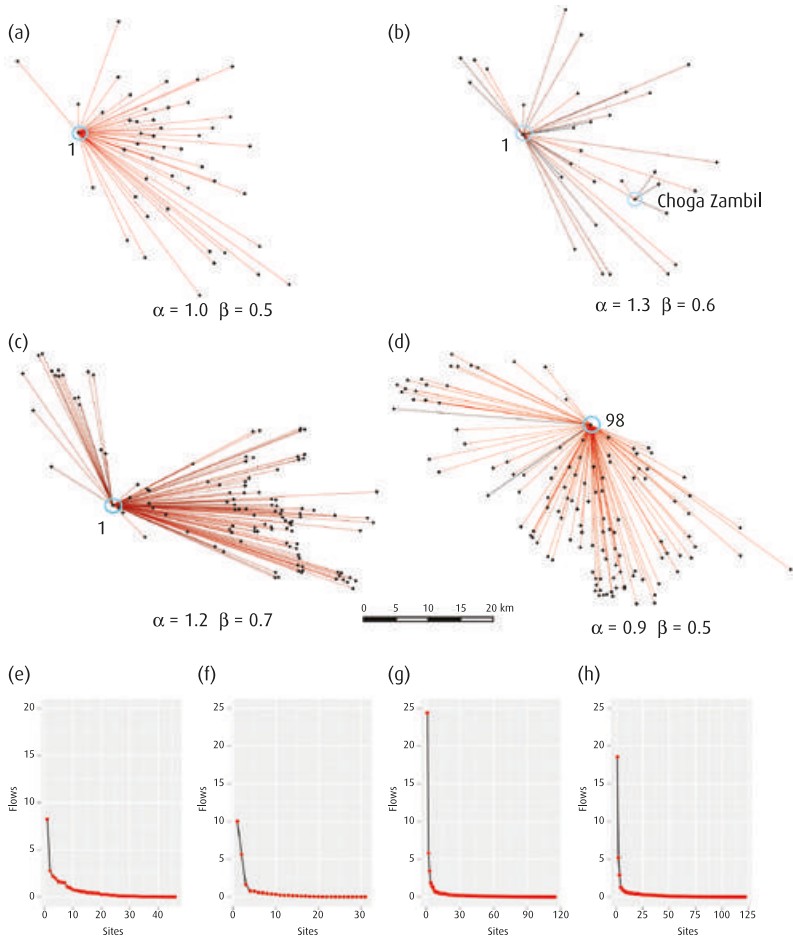 (a)
(b)
1
1
Choga Zambil
α = 1.0 β = 0.5
α = 1.3 β = 0.6
(c)
(d)
98
1
0 5 10 15 20 km
α = 1.2 β = 0.7
α = 0.9 β = 0.5
(e)
(f)
(g)
(h)
20
15
10
5
0
Flows
0 10 20 30 40
Sites
25
20
15
10
5
0
Flows
0 10 20 30
Sites
25
20
15
10
5
0
Flows
0 30 60 90 120
Sites
25
20
15
10
5
0
Flows
0 25 50 75 100 125
Sites